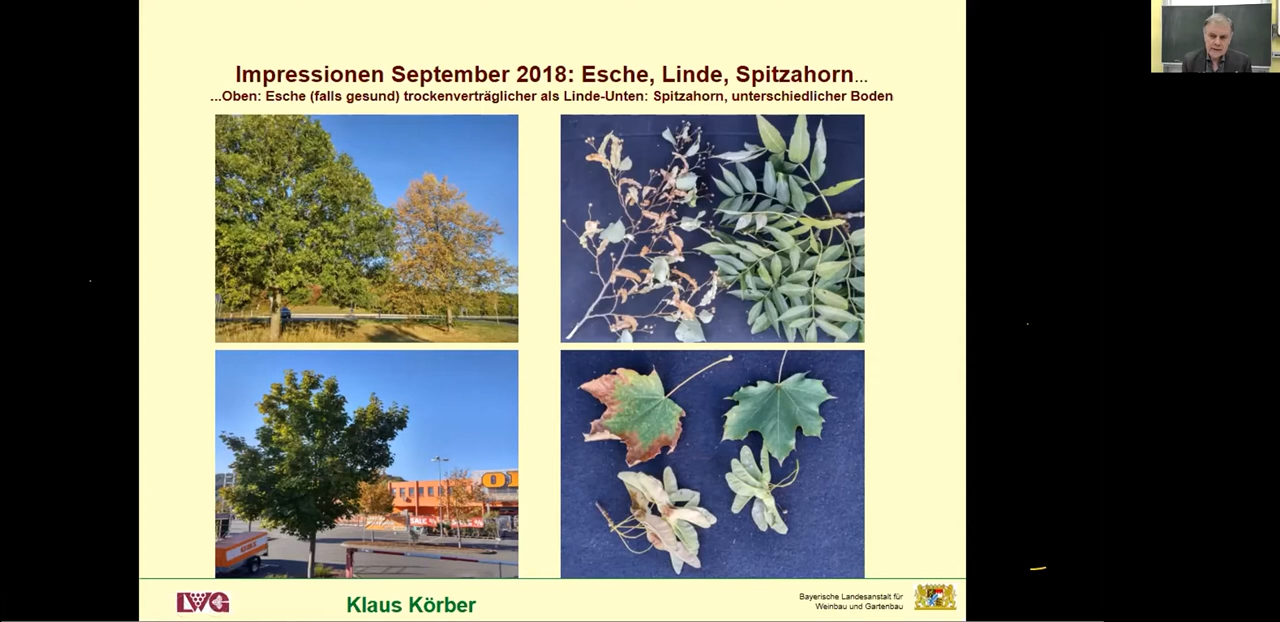 Impressionen September 2018: Esche, Linde, Spitzahorn...
...Oben: Esche (falls gesund) trockenverträglicher als Linde-Unten: Spitzahorn, unterschiedlicher Boden
SALE
LWG
Klaus Körber
Bayerische Landesanstalt für
Weinbau und Gartenbau